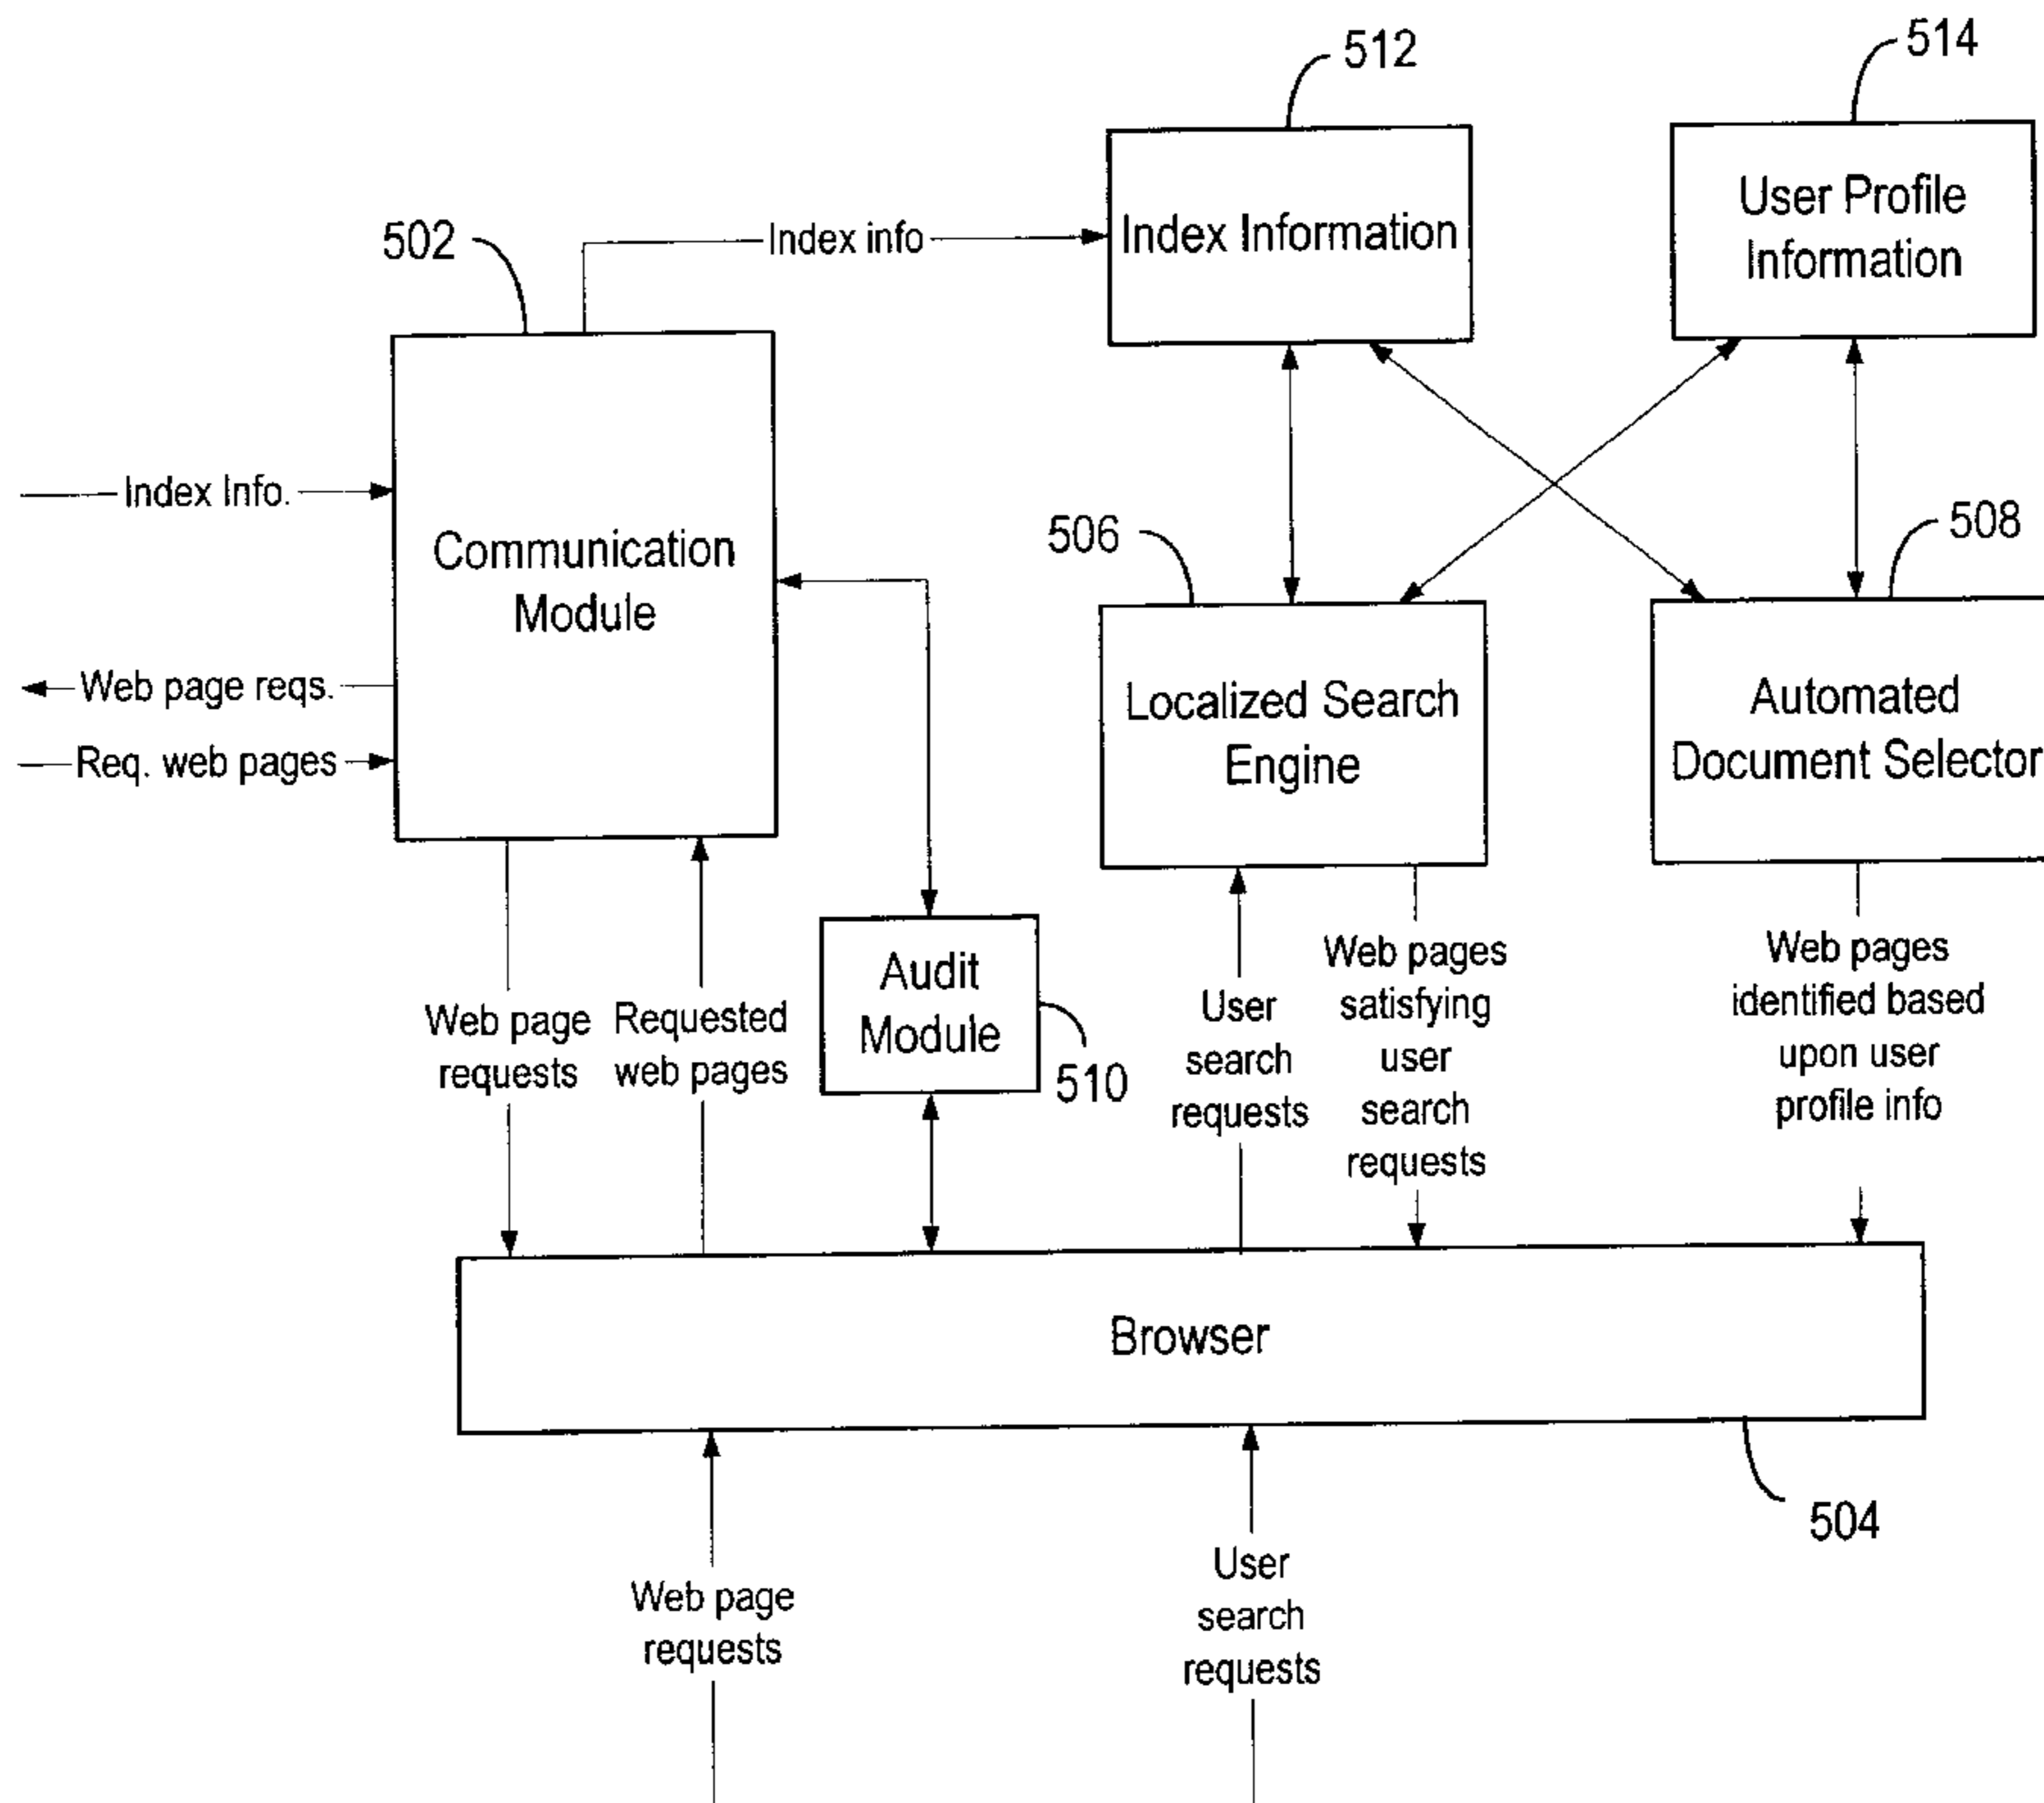 512
514
502
Index info
Index Information
User Profile
Information
Index Info.
Communication
Module
506
508
Web page reqs.
Req. web pages
Localized Search
Engine
Automated
Document Selector
Web page
requests
Requested
web pages
Audit
Module
510
User
search
requests
Web pages
satisfying
user
search
requests
Web pages
identified based
upon user
profile info
Browser
504
Web page
requests
User
search
requests